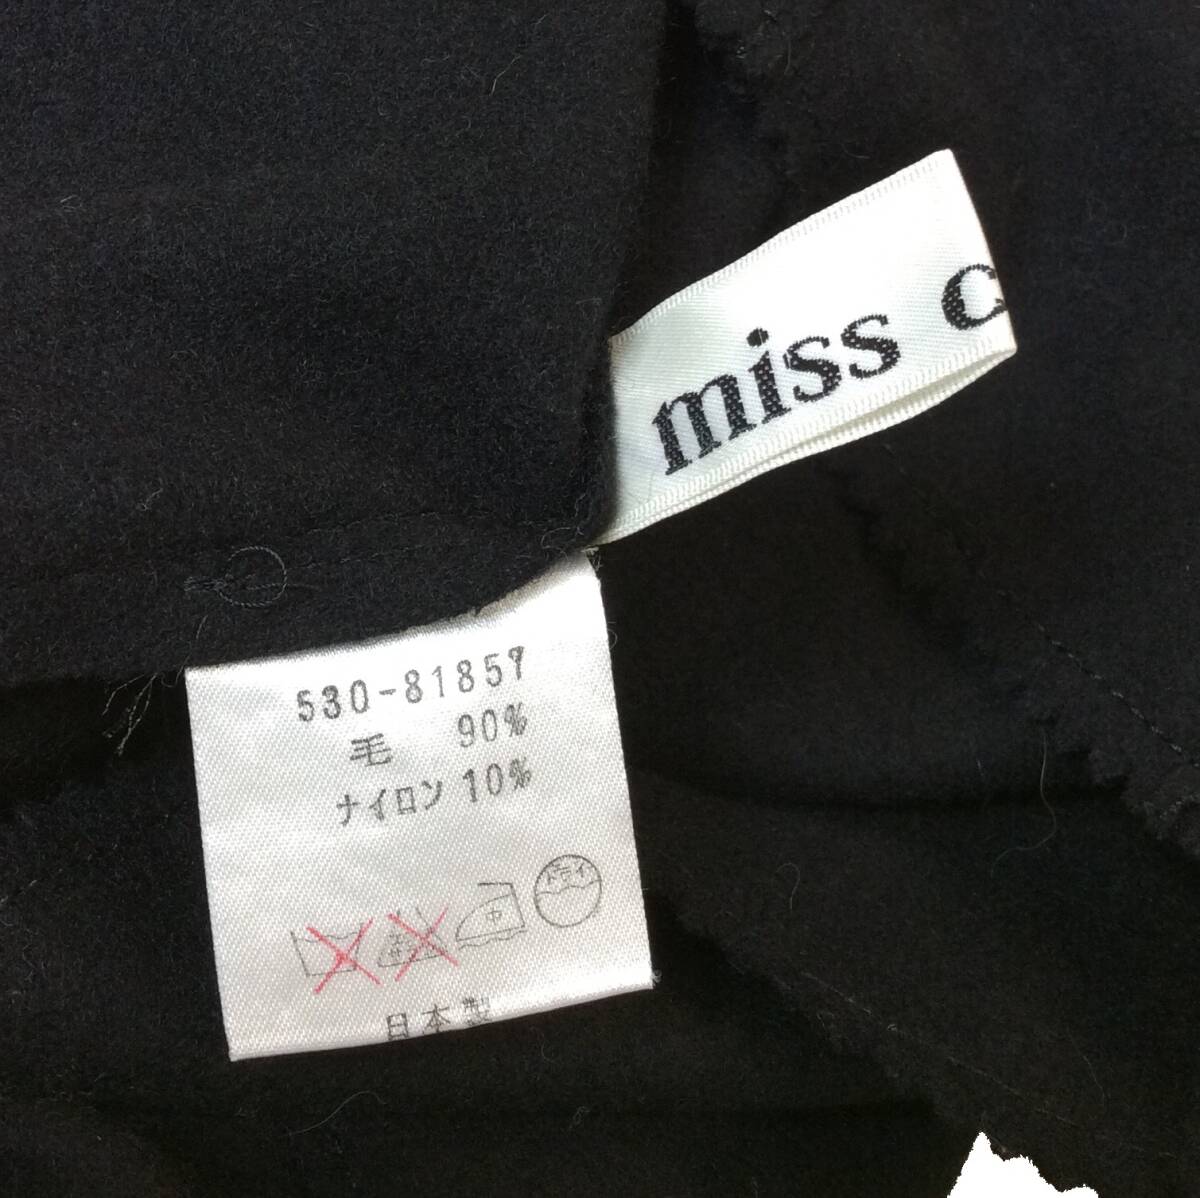 miss c
530-81857
毛 90%
ナイロン 10%
中 ドライ
日本製